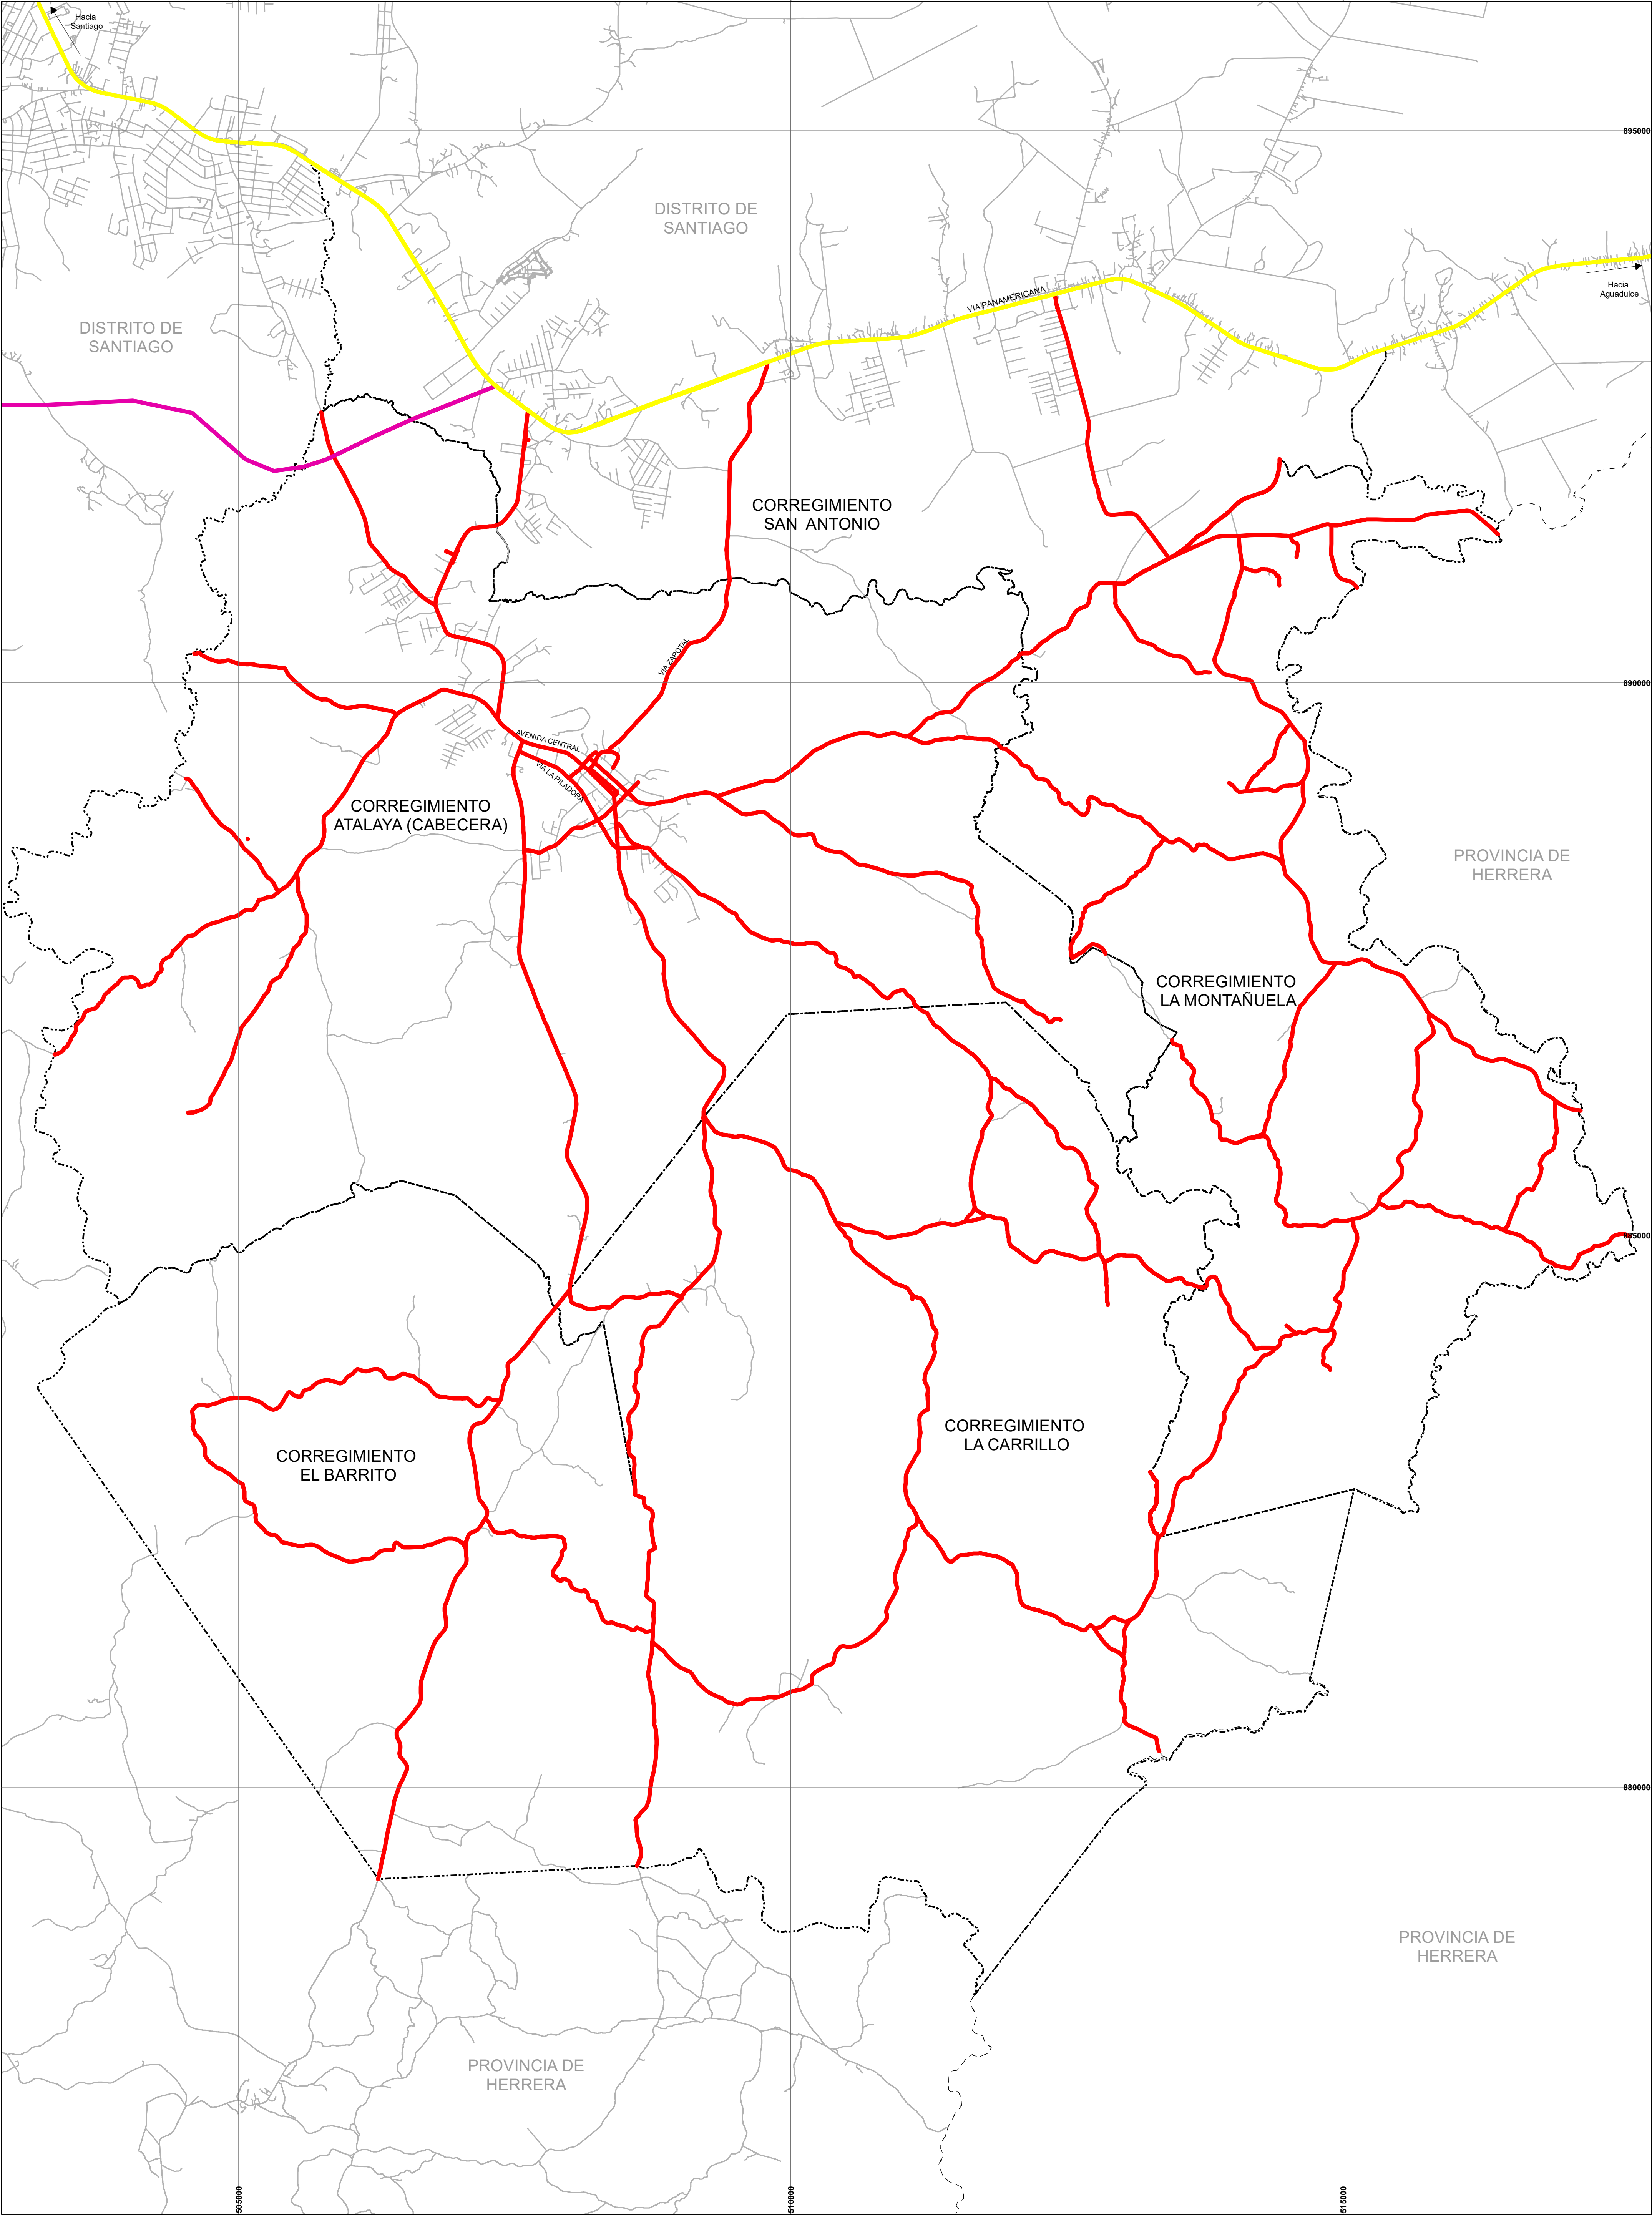 Hacia
Santiago
895000
DISTRITO DE
SANTIAGO
Hacia
Aguadulce
VIA PANAMERICANA
DISTRITO DE
SANTIAGO
CORREGIMIENTO
SAN ANTONIO
VIA ZAPOTAL
890000
AVENIDA CENTRAL
VIA LA PILADORA
CORREGIMIENTO
ATALAYA (CABECERA)
PROVINCIA DE
HERRERA
CORREGIMIENTO
LA MONTAÑUELA
885000
CORREGIMIENTO
LA CARRILLO
CORREGIMIENTO
EL BARRITO
880000
PROVINCIA DE
HERRERA
PROVINCIA DE
HERRERA
505000
510000
515000